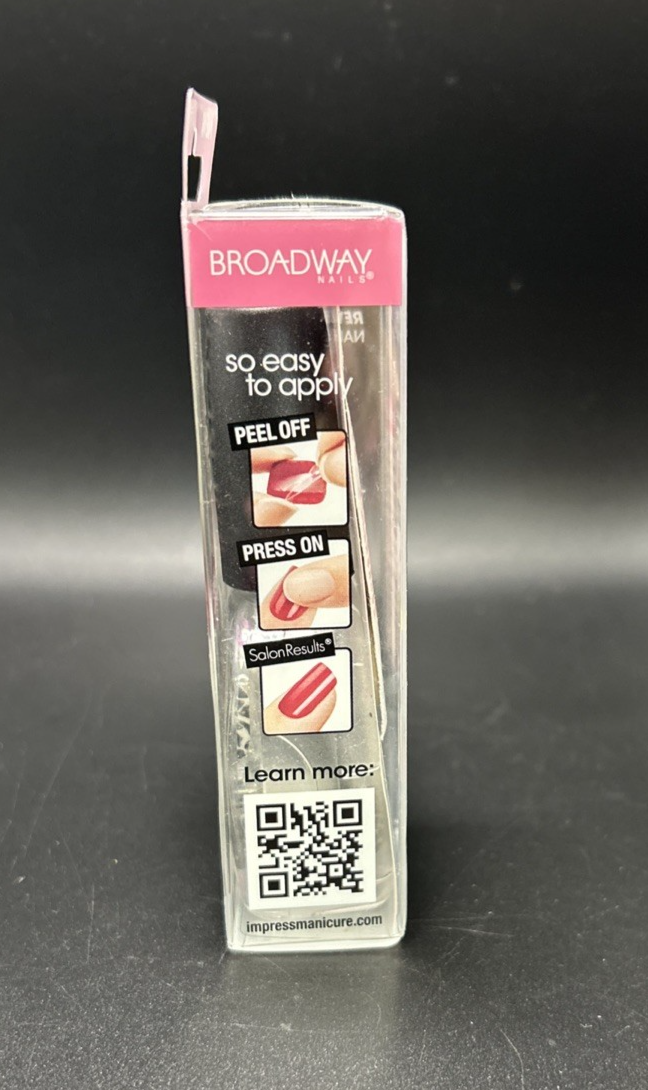 BROADWAY
NAILS®
so easy
to apply
PEEL OFF
PRESS ON
SalonResults®
Learn more:
impressmanicure.com